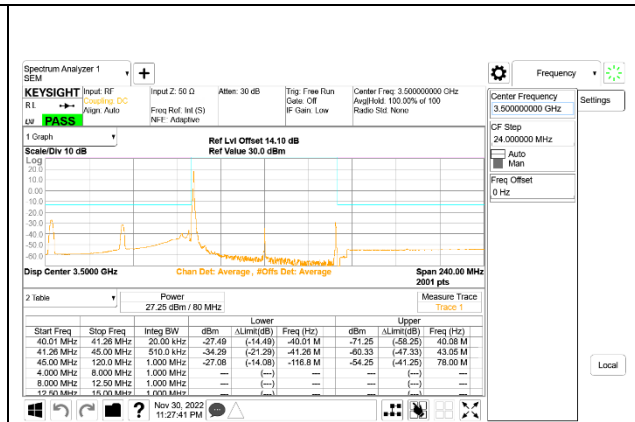 Spectrum Analyzer 1
SEM
+
Frequency
KEYSIGHT Input: RF Input Z: 50 Ω Atten: 30 dB Trig: Free Run Center Freq: 3.500000000 GHz
R L Coupling: DC Gate: Off Avg|Hold: 100.00% of 100
Align: Auto Freq Ref: Int (S) IF Gain: Low Radio Std: None
NFE: Adaptive
PASS
Center Frequency
3.500000000 GHz
Settings
CF Step
24.000000 MHz
Auto
Man
Freq Offset
0 Hz
1 Graph
Ref Lvl Offset 14.10 dB
Scale/Div 10 dB Ref Value 30.0 dBm
Log
20.0
10.0
0.00
-10.0
-20.0
-30.0
-40.0
-50.0
-60.0
Disp Center 3.5000 GHz Chan Det: Average , #Offs Det: Average Span 240.00 MHz
2001 pts
2 Table Power Measure Trace
27.25 dBm / 80 MHz Trace 1
Lower Upper
Start Freq Stop Freq Integ BW dBm ΔLimit(dB) Freq (Hz) dBm ΔLimit(dB) Freq (Hz)
40.01 MHz 41.26 MHz 20.00 kHz -27.49 (-14.49) -40.01 M -71.25 (-58.25) 40.08 M
41.26 MHz 45.00 MHz 510.0 kHz -34.29 (-21.29) -41.26 M -60.33 (-47.33) 43.05 M
45.00 MHz 120.0 MHz 1.000 MHz -27.08 (-14.08) -116.8 M -54.25 (-41.25) 78.00 M
4.000 MHz 8.000 MHz 1.000 MHz --- (---) --- (---)
8.000 MHz 12.50 MHz 1.000 MHz --- (---) --- (---)
12.50 MHz 15.00 MHz 1.000 MHz --- (---) --- (---)
Local
? Nov 30, 2022
11:27:41 PM